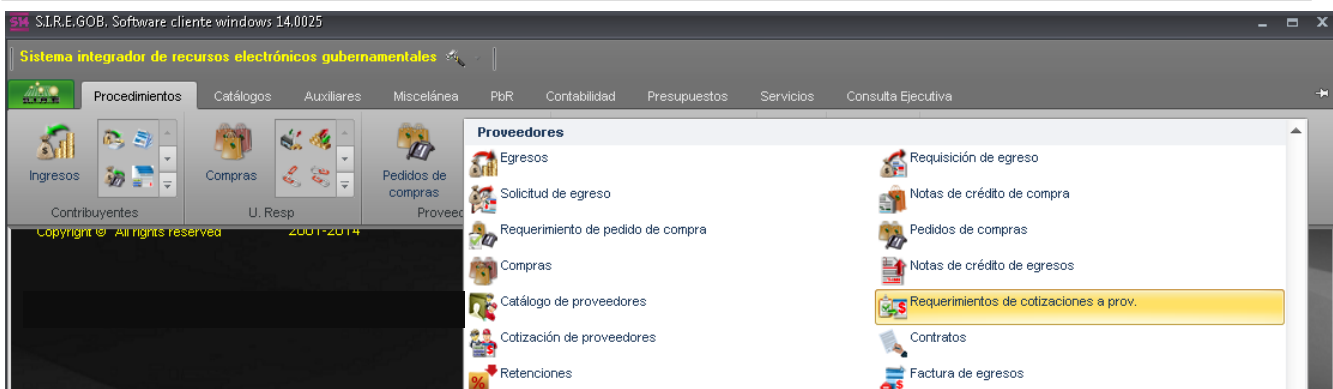 S.I.R.E.GOB. Software cliente windows 14.0025
Sistema integrador de recursos electrónicos gubernamentales
Procedimientos Catálogos Auxiliares Miscelánea PbR Contabilidad Presupuestos Servicios Consulta Ejecutiva
Ingresos
Contribuyentes
Compras
U. Resp
Pedidos de
compras
Proveed
Copyright © All rights reserved 2001-2014
Proveedores
Egresos Requisición de egreso
Solicitud de egreso Notas de crédito de compra
Requerimiento de pedido de compra Pedidos de compras
Compras Notas de crédito de egresos
Catálogo de proveedores Requerimientos de cotizaciones a prov.
Cotización de proveedores Contratos
Retenciones Factura de egresos